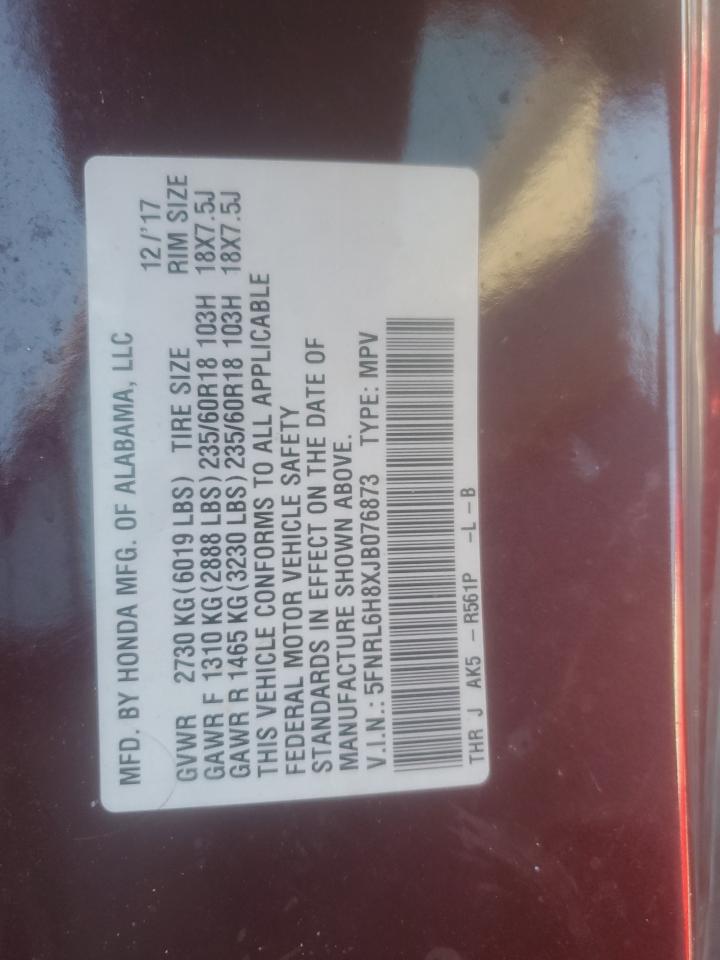 MFD. BY HONDA MFG. OF ALABAMA, LLC
12/'17
GVWR 2730 KG(6019 LBS) TIRE SIZE RIM SIZE
GAWR F 1310 KG(2888 LBS)235/60R18 103H 18X7.5J
GAWR R 1465 KG(3230 LBS)235/60R18 103H 18X7.5J
THIS VEHICLE CONFORMS TO ALL APPLICABLE
FEDERAL MOTOR VEHICLE SAFETY
STANDARDS IN EFFECT ON THE DATE OF
MANUFACTURE SHOWN ABOVE.
V.I.N.: 5FNRL6H8XJB076873 TYPE: MPV
THR J AK5 - R561P -L -B